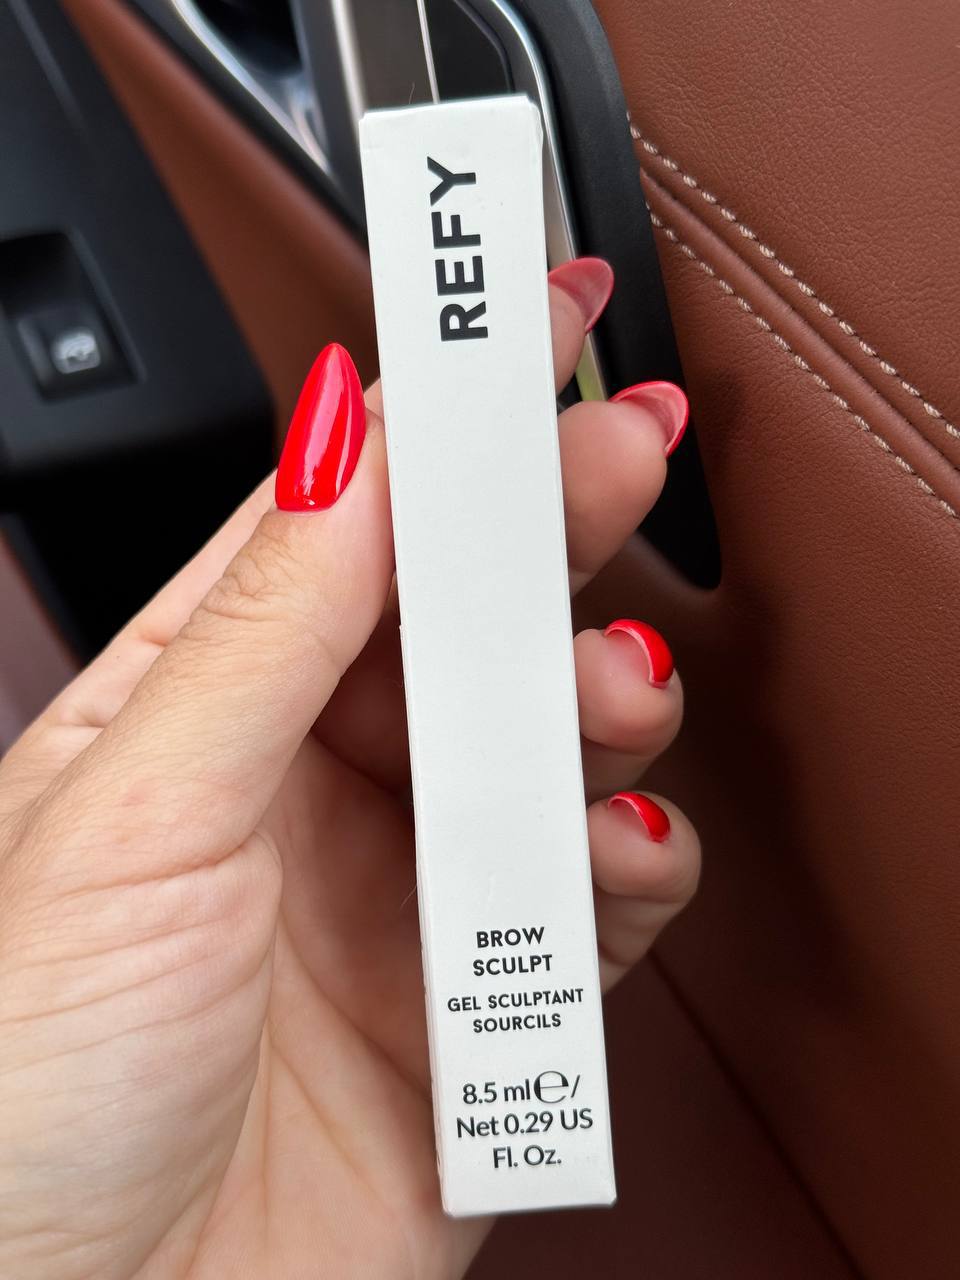 REFY
BROW
SCULPT
GEL SCULPTANT
SOURCILS
8.5 ml℮/
Net 0.29 US
Fl. Oz.